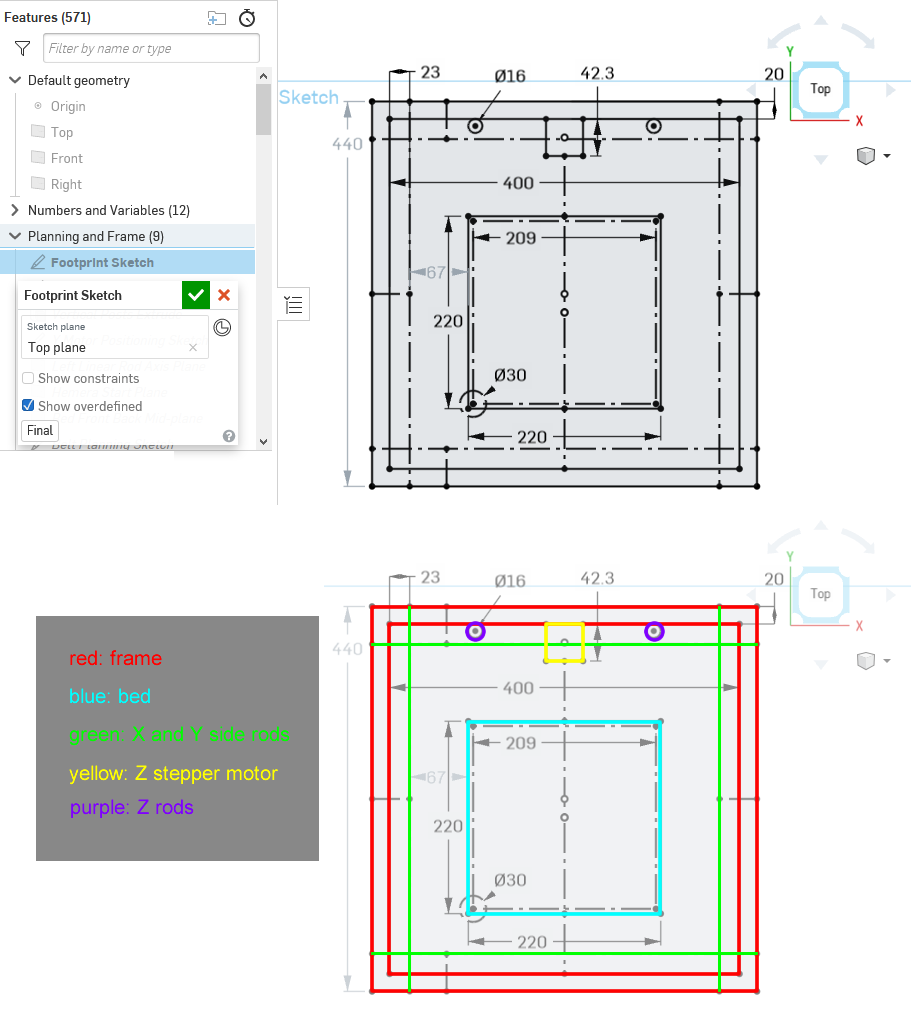 Features (571)
Filter by name or type
Default geometry
Origin
Top
Front
Right
Numbers and Variables (12)
Planning and Frame (9)
Footprint Sketch
Footprint Sketch
Sketch plane
Top plane
Show constraints
Show overdefined
Final
Belt Planning Sketch
Sketch
23
Ø16
42.3
20
Y
Top
X
440
400
209
67
220
Ø30
220
23
Ø16
42.3
20
Y
Top
X
440
400
209
67
220
Ø30
220
red: frame
blue: bed
green: X and Y side rods
yellow: Z stepper motor
purple: Z rods